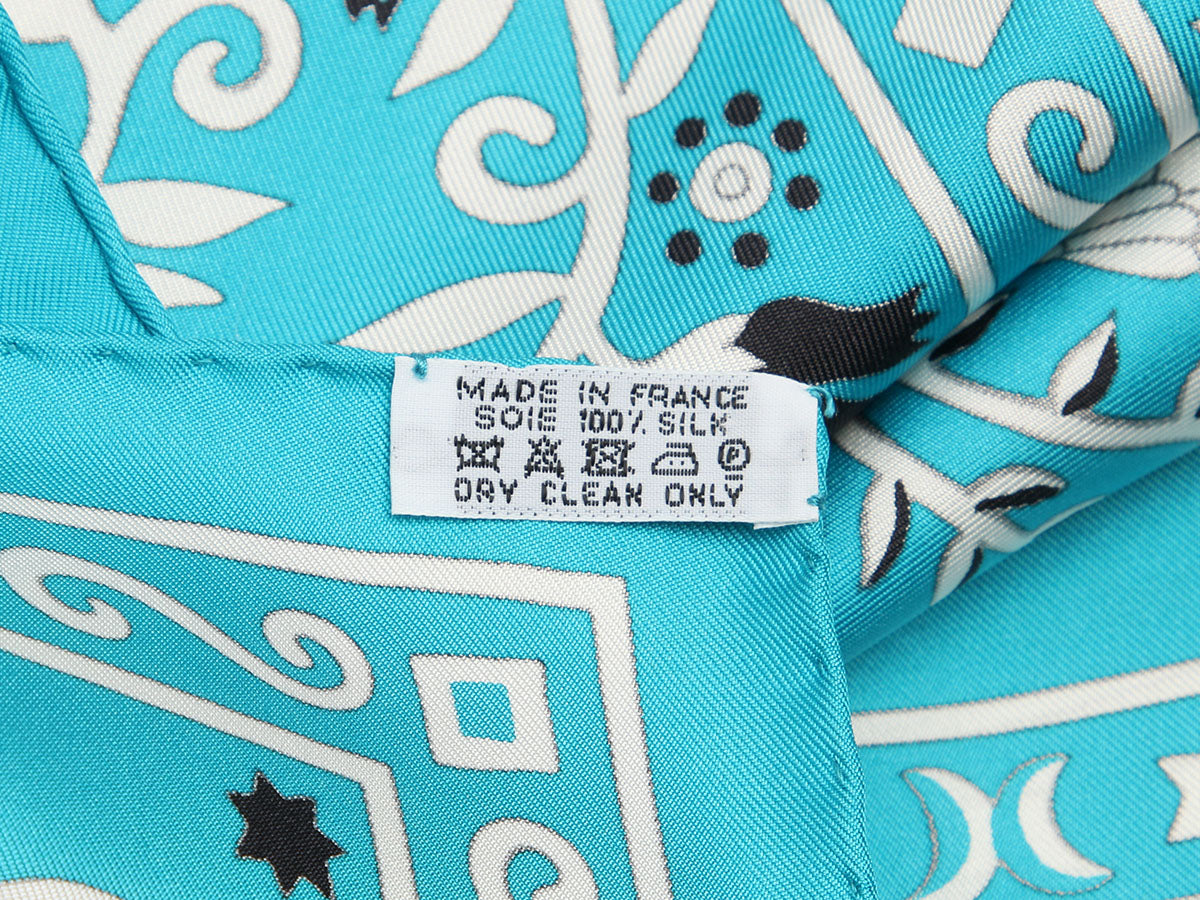 MADE IN FRANCE
SOIE 100% SILK
P
DRY CLEAN ONLY